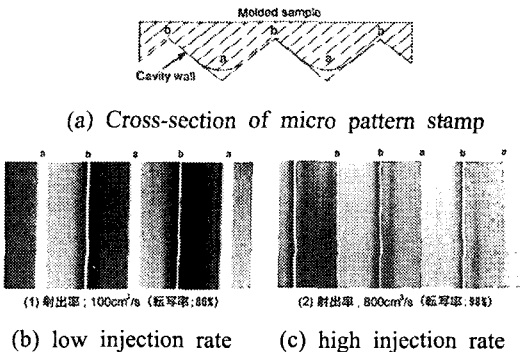 Molded sample
b b b
a a
Cavity wall
(a) Cross-section of micro pattern stamp
a b a b a
a b a b a
(1) 射出率; 100cm³/s (転写率;86%)
(2) 射出率, 800cm³/s (転写率;98%)
(b) low injection rate (c) high injection rate